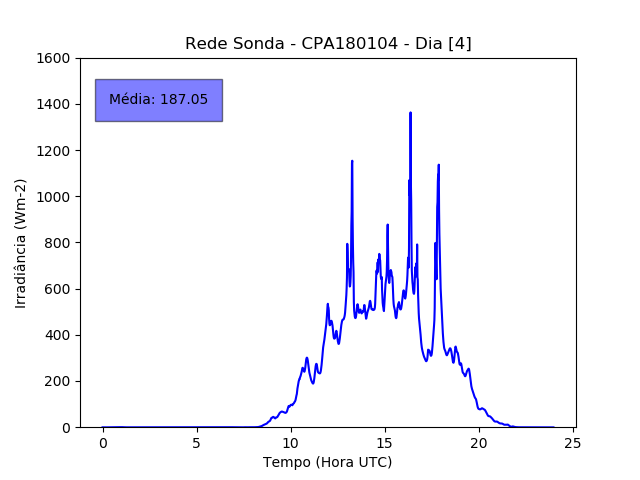 Rede Sonda - CPA180104 - Dia [4]
Média: 187.05
Irradiância (Wm-2)
1600
1400
1200
1000
800
600
400
200
0
0 5 10 15 20 25
Tempo (Hora UTC)